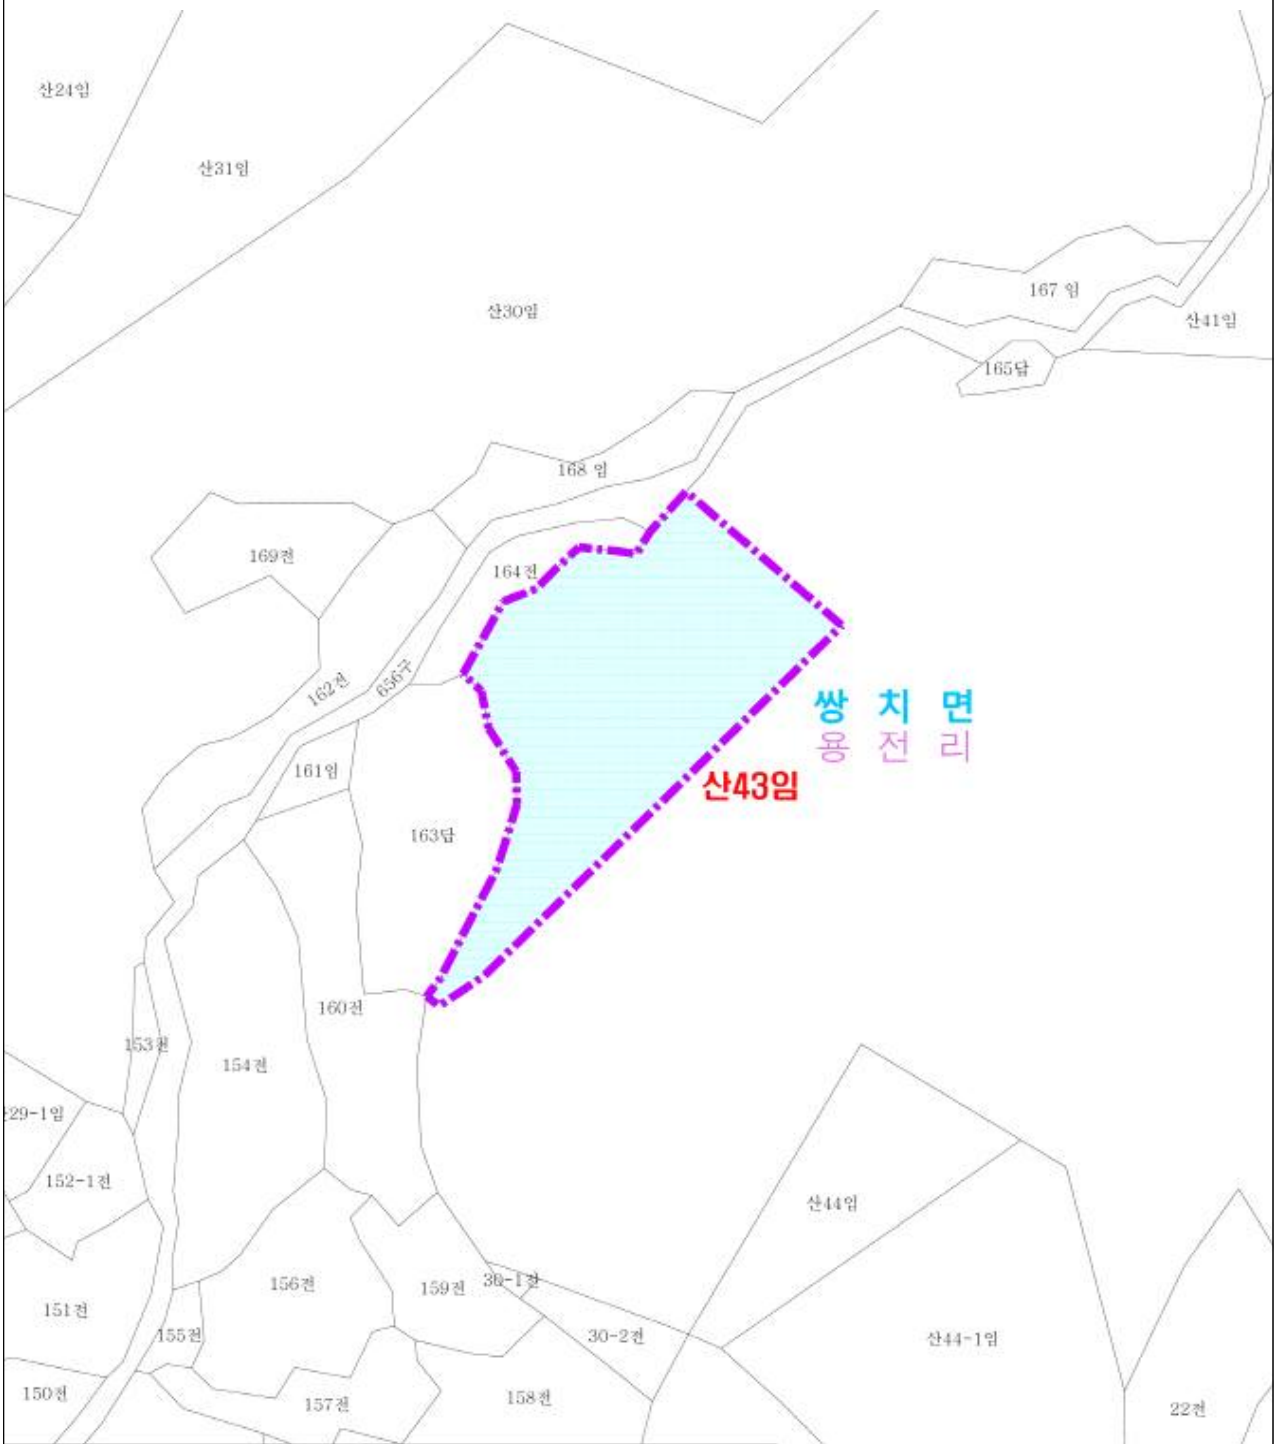 산24임
산31임
산30임
167 임
산41임
165답
168 임
169전
164전
162전
656구
쌍 치 면
용 전 리
161임
산43임
163답
160전
153전
154전
29-1임
152-1전
산44임
156전
159전
30-1전
151전
155전
30-2전
산44-1임
150전
157전
158전
22전